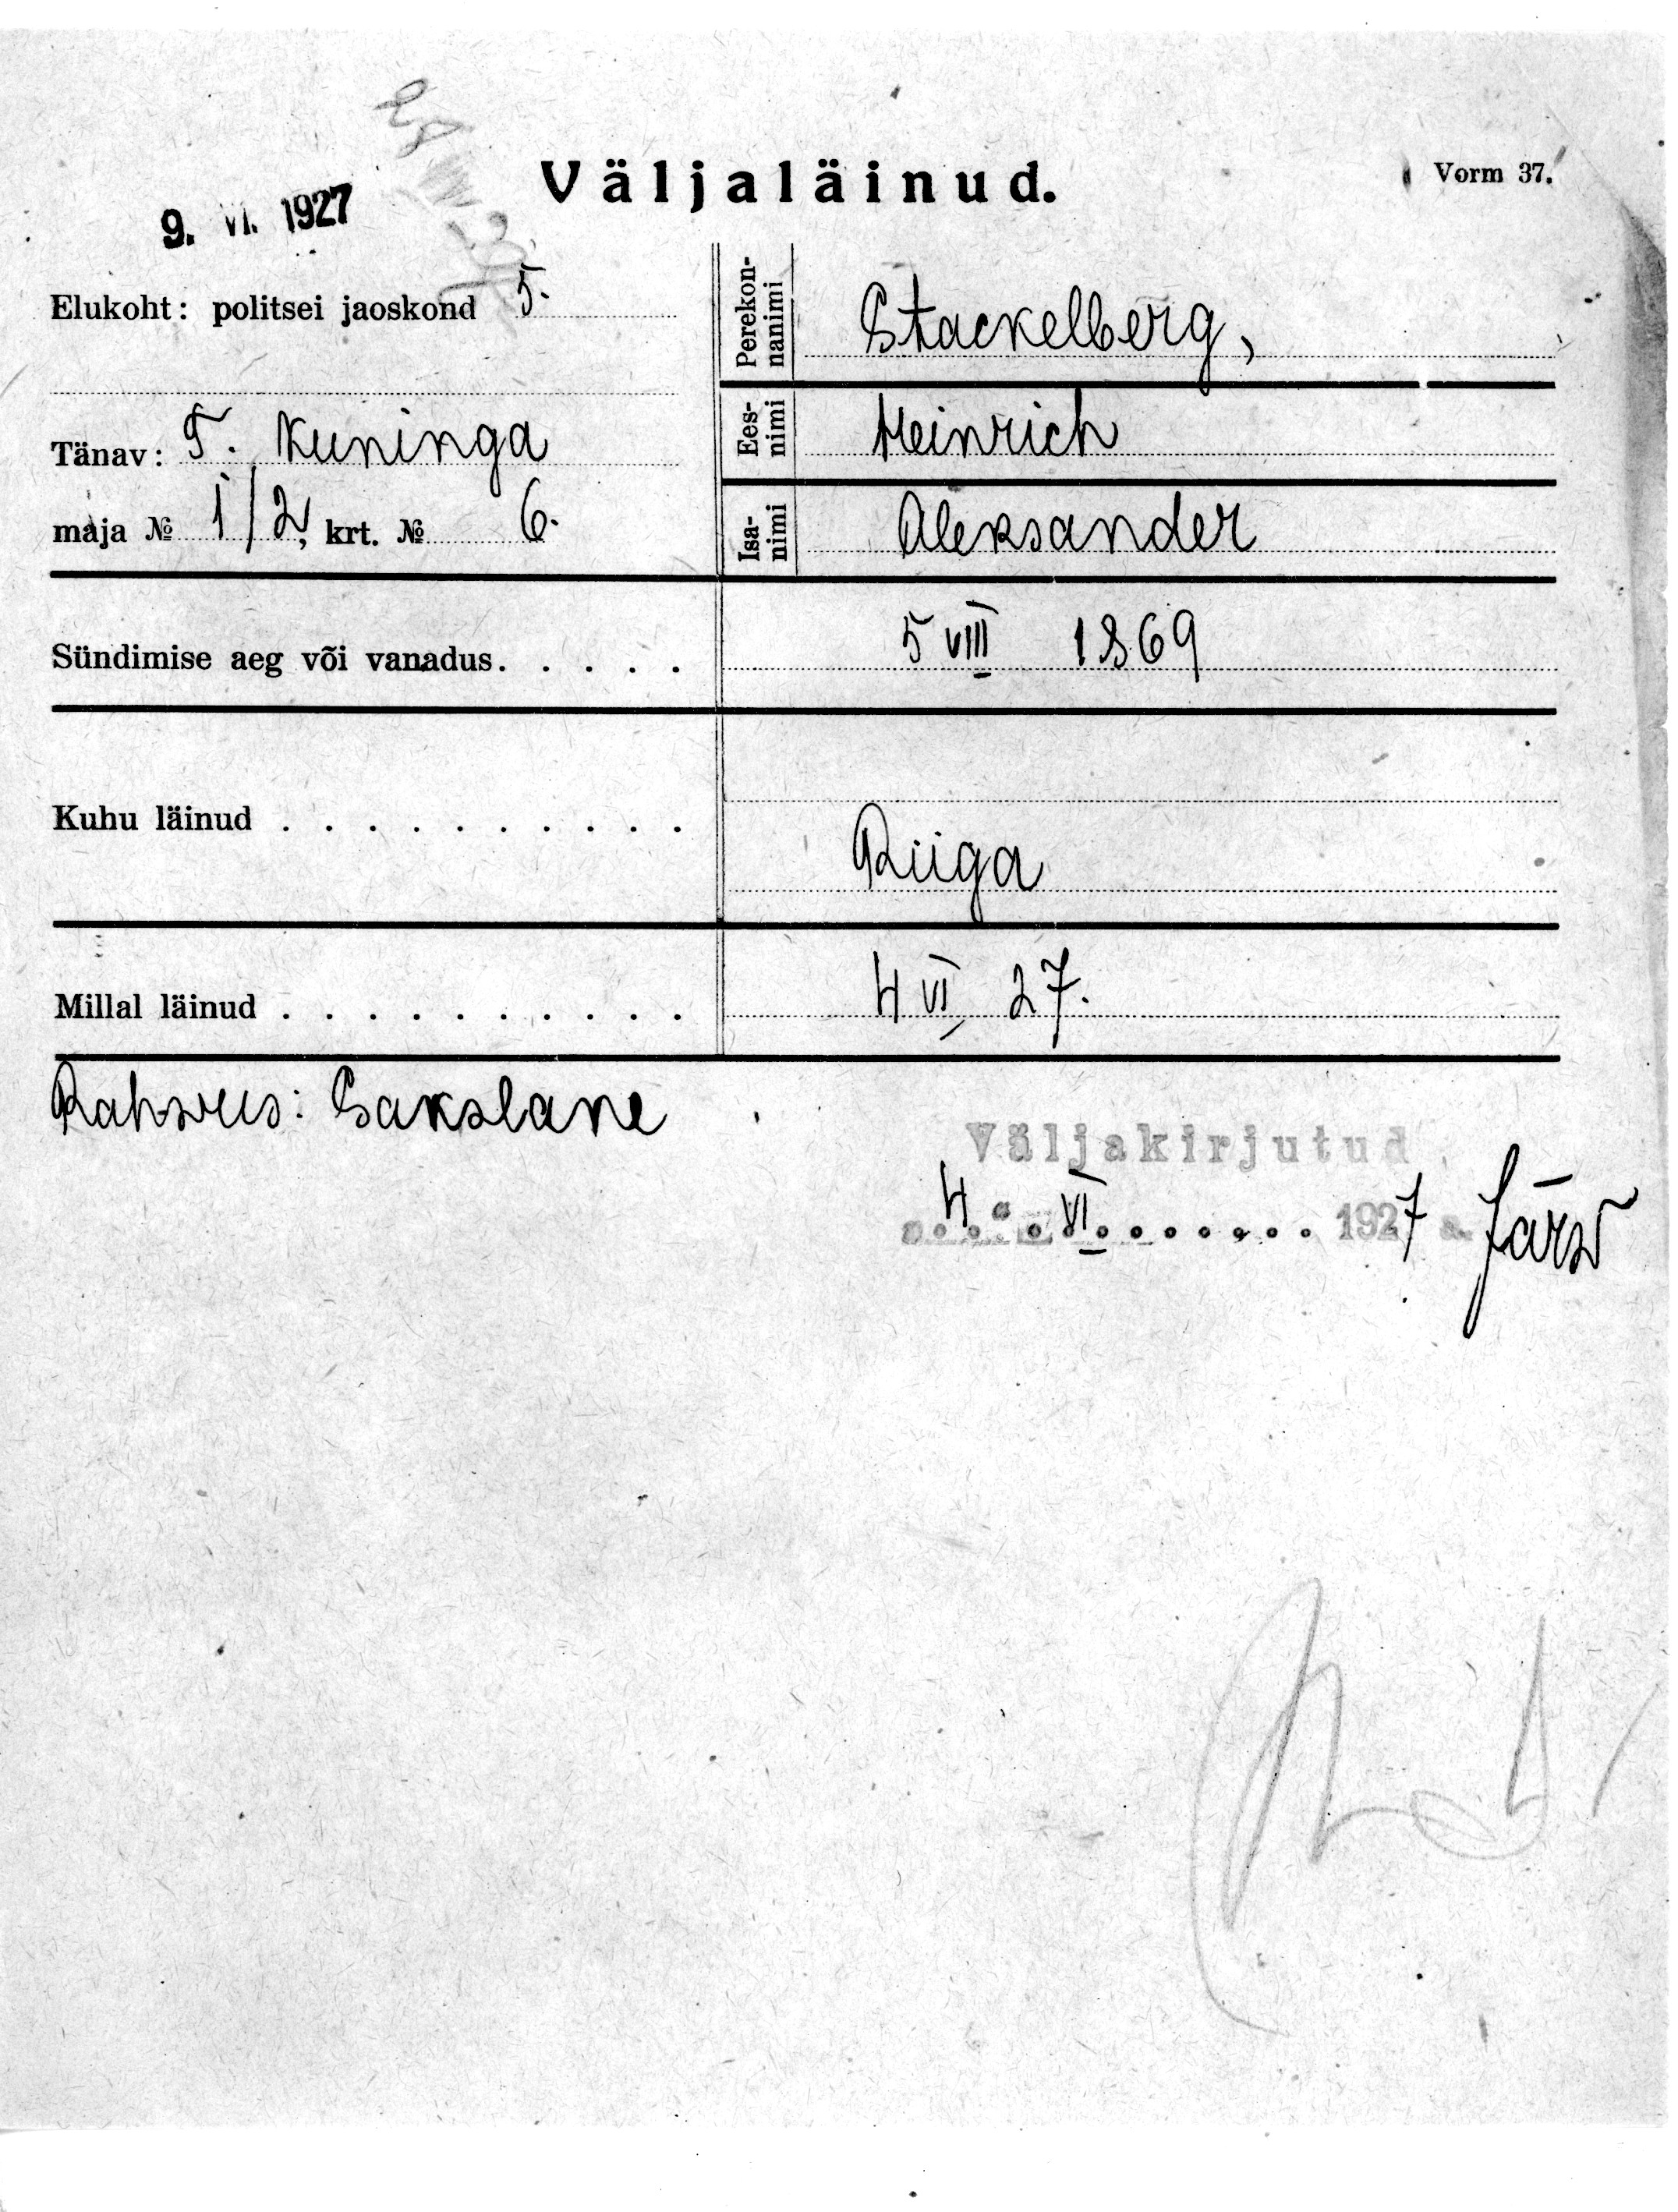 Väljaläinud.
Vorm 37.
9. VI. 1927
Elukoht: politsei jaoskond 5.
Tänav: T. Kuninga
maja № 1/2, krt. № 6.
Perekon-
nanimi
Stackelberg,
Ees-
nimi
Heinrich
Isa-
nimi
Aleksander
Sündimise aeg või vanadus. . . . . 5 VIII 1869
Kuhu läinud . . . . . . . . . . Riiga
Millal läinud . . . . . . . . . . 4 VI 27.
Rahvus: Sakslane
Väljakirjutud
4. VI. 1927 a. Järv